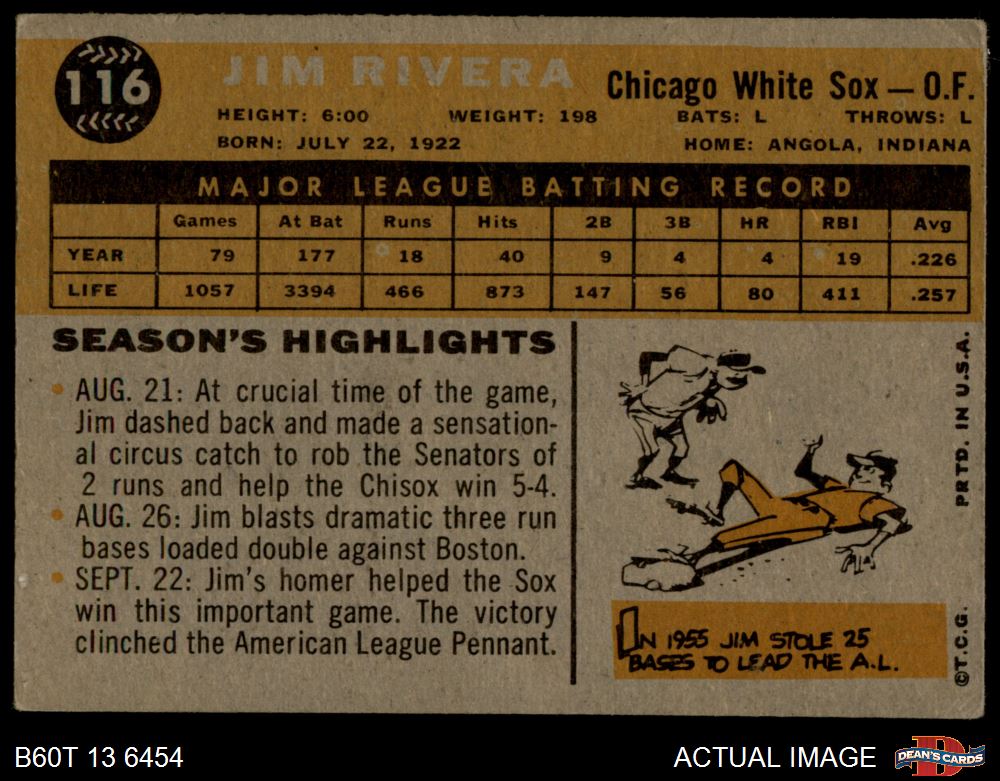 116
JIM RIVERA
Chicago White Sox — O.F.
HEIGHT: 6:00 WEIGHT: 198 BATS: L THROWS: L
BORN: JULY 22, 1922 HOME: ANGOLA, INDIANA
MAJOR LEAGUE BATTING RECORD
Games At Bat Runs Hits 2B 3B HR RBI Avg
YEAR 79 177 18 40 9 4 4 19 .226
LIFE 1057 3394 466 873 147 56 80 411 .257
SEASON'S HIGHLIGHTS
• AUG. 21: At crucial time of the game,
Jim dashed back and made a sensation-
al circus catch to rob the Senators of
2 runs and help the Chisox win 5-4.
• AUG. 26: Jim blasts dramatic three run
bases loaded double against Boston.
• SEPT. 22: Jim's homer helped the Sox
win this important game. The victory
clinched the American League Pennant.
IN 1955 JIM STOLE 25
BASES TO LEAD THE A.L.
©T.C.G. PRTD. IN U.S.A.
B60T 13 6454
ACTUAL IMAGE
D
DEAN'S CARDS